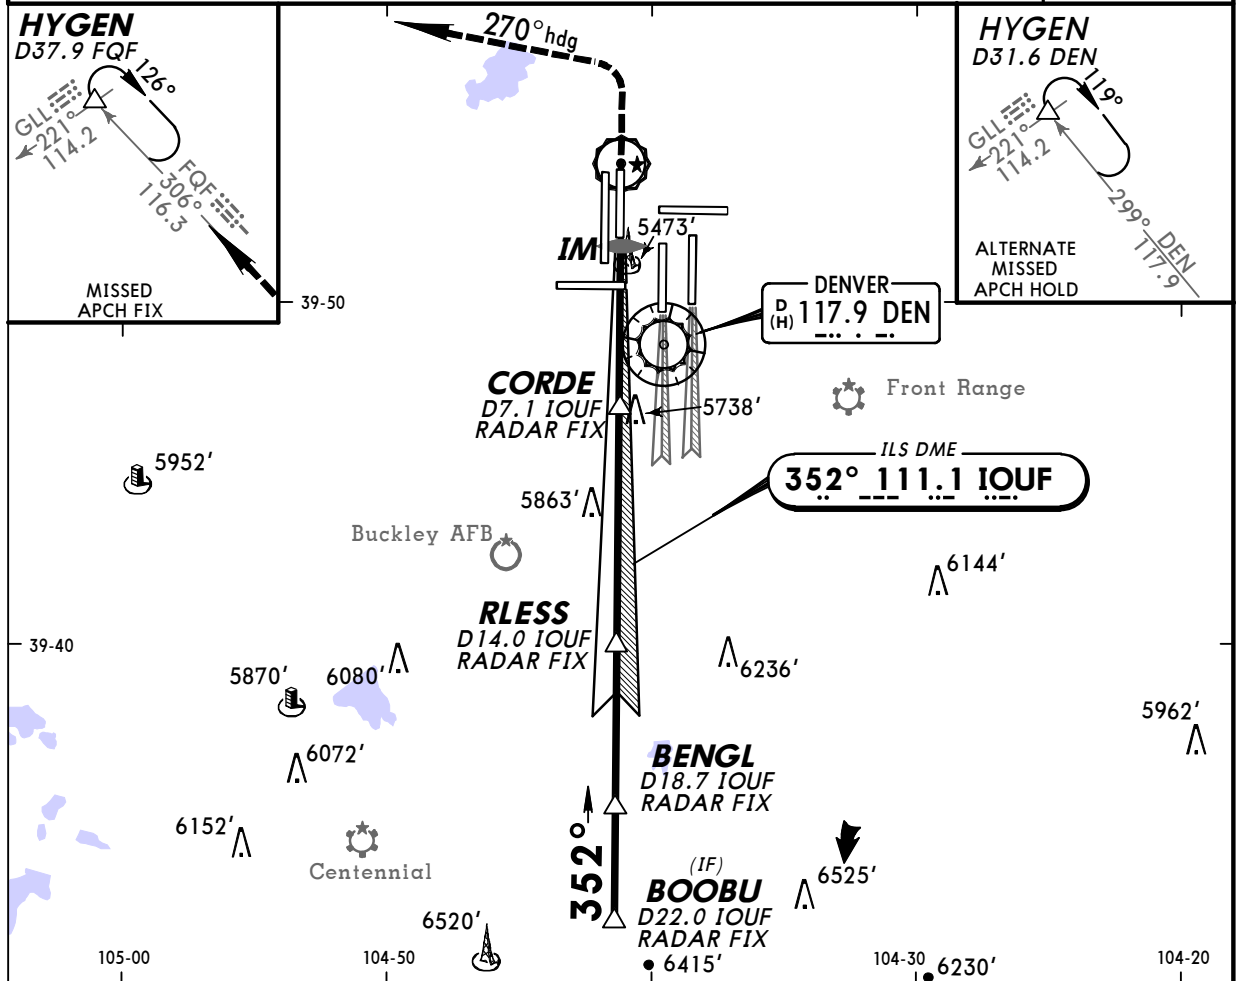 HYGEN
D37.9 FQF
126°
GLL
221°
114.2
FQF
306°
116.3
MISSED
APCH FIX
270° hdg
HYGEN
D31.6 DEN
119°
GLL
221°
114.2
299° DEN
117.9
ALTERNATE
MISSED
APCH HOLD
5473'
IM
39-50
DENVER
D
(H) 117.9 DEN
CORDE
D7.1 IOUF
RADAR FIX
5738'
Front Range
ILS DME
352° 111.1 IOUF
5952'
5863'
Buckley AFB
6144'
RLESS
D14.0 IOUF
RADAR FIX
39-40
5870'
6080'
6236'
5962'
6072'
BENGL
D18.7 IOUF
RADAR FIX
6152'
Centennial
352°
(IF)
BOOBU
D22.0 IOUF
RADAR FIX
6525'
6520'
6415'
6230'
105-00
104-50
104-30
104-20